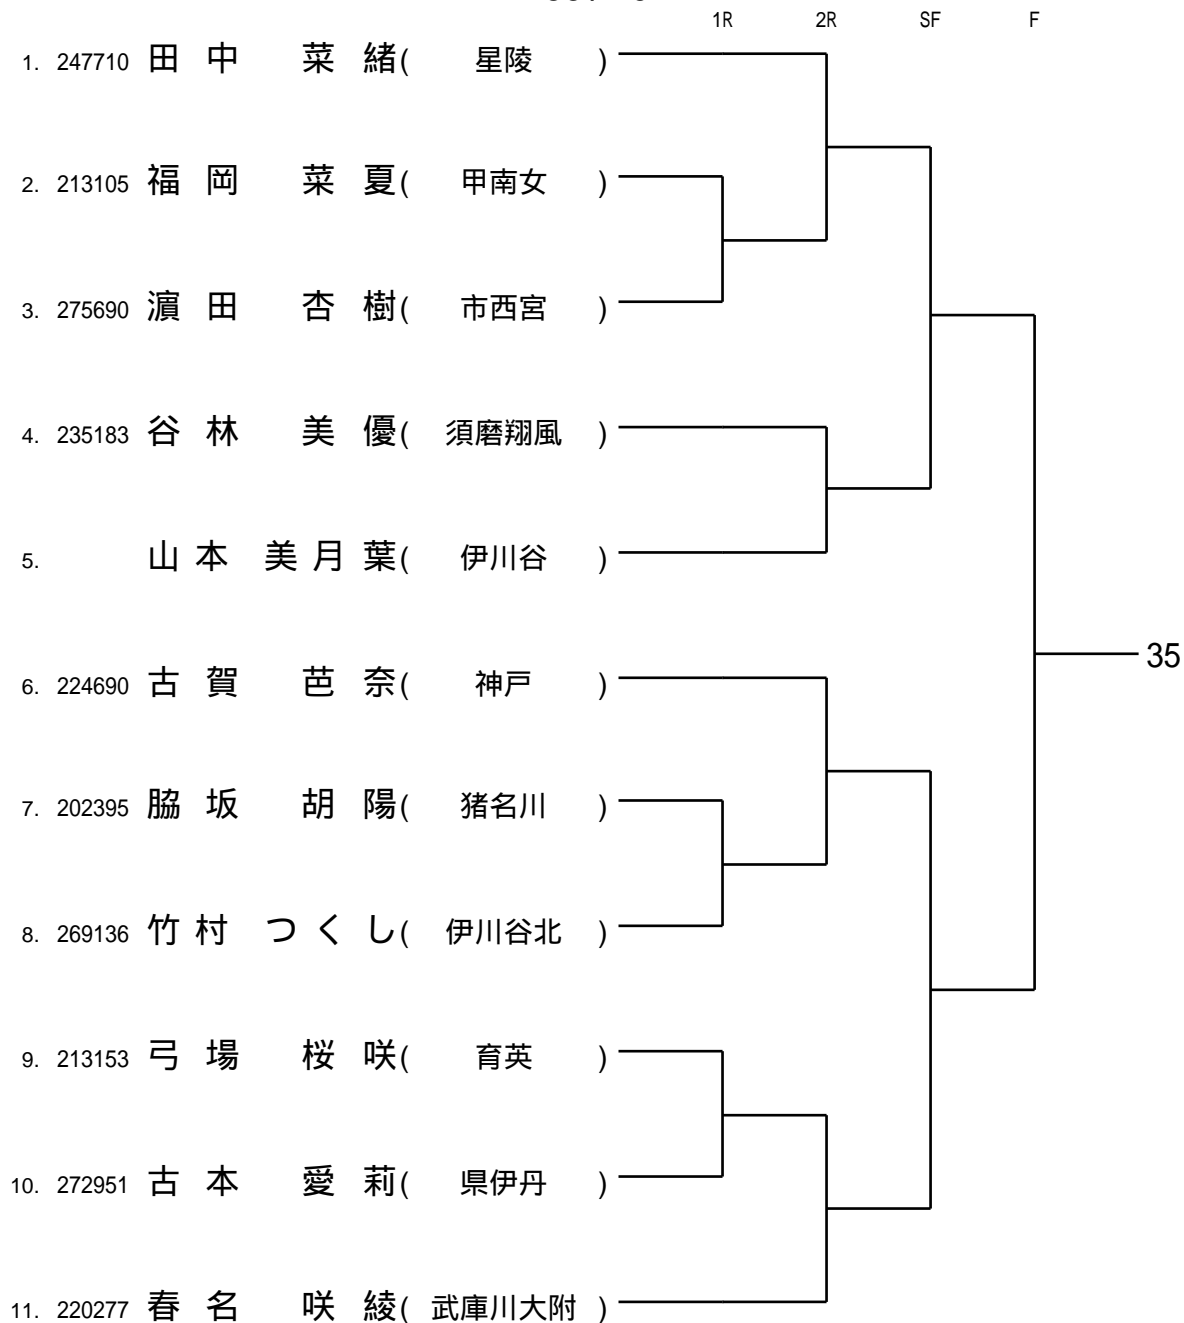 1R 2R SF F
1. 247710 田中 菜緒( 星陵 )
2. 213105 福岡 菜夏( 甲南女 )
3. 275690 濵田 杏樹( 市西宮 )
4. 235183 谷林 美優( 須磨翔風 )
5. 山本 美月葉( 伊川谷 )
35
6. 224690 古賀 芭奈( 神戸 )
7. 202395 脇坂 胡陽( 猪名川 )
8. 269136 竹村 つくし( 伊川谷北 )
9. 213153 弓場 桜咲( 育英 )
10. 272951 古本 愛莉( 県伊丹 )
11. 220277 春名 咲綾( 武庫川大附 )